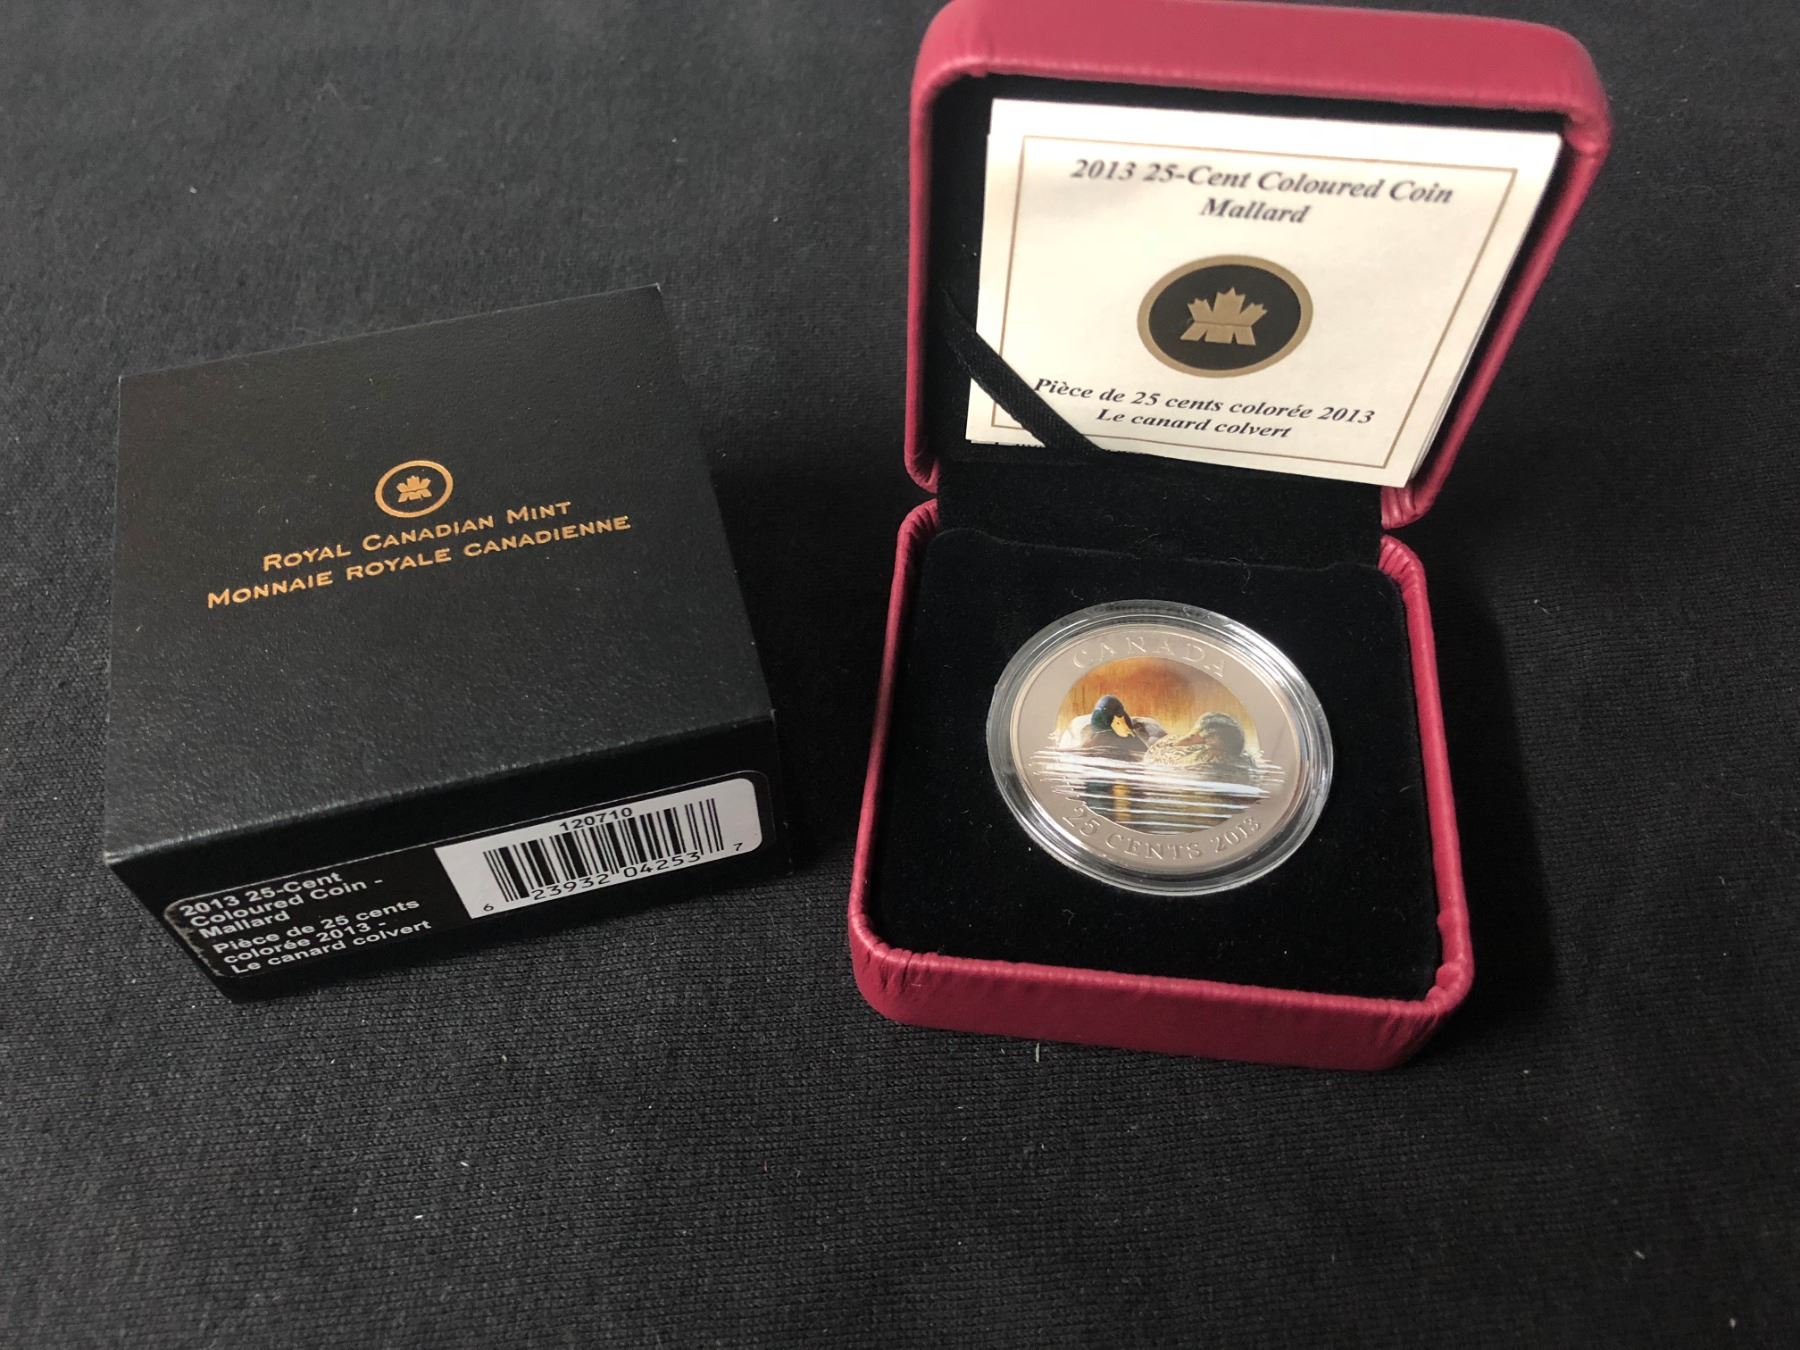 ROYAL CANADIAN MINT
MONNAIE ROYALE CANADIENNE
2013 25-Cent
Coloured Coin -
Mallard
Pièce de 25 cents
colorée 2013 -
Le canard colvert
120710
6 23932 04253 7
2013 25-Cent Coloured Coin
Mallard
Pièce de 25 cents colorée 2013
Le canard colvert
CANADA
25 CENTS 2013